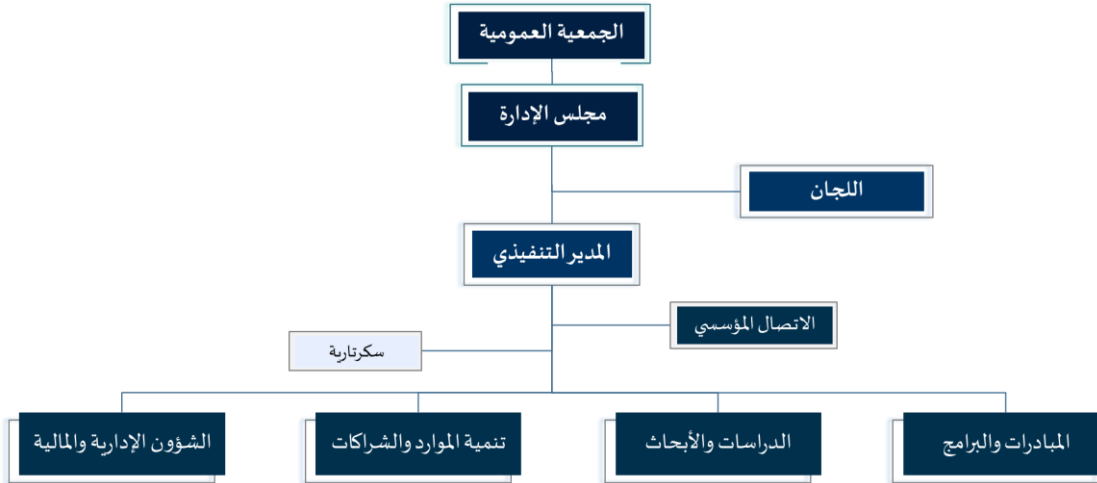 الجمعية العمومية
مجلس الإدارة
اللجان
المدير التنفيذي
الاتصال المؤسسي
سكرتارية
المبادرات والبرامج
الدراسات والأبحاث
تنمية الموارد والشراكات
الشؤون الإدارية والمالية